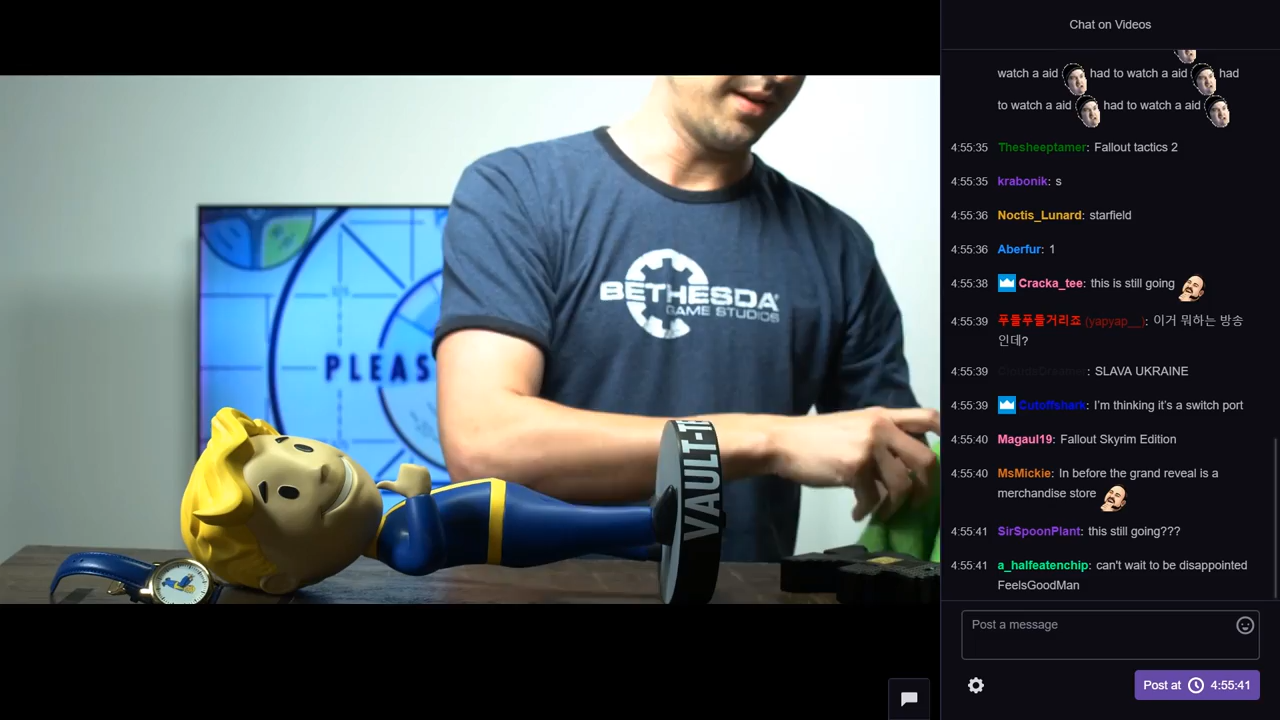 Chat on Videos
watch a aid had to watch a aid had
to watch a aid had to watch a aid
4:55:35 Thesheeptamer: Fallout tactics 2
4:55:35 krabonik: s
4:55:36 Noctis_Lunard: starfield
4:55:36 Aberfur: 1
4:55:38 Cracka_tee: this is still going
4:55:39 푸들푸들거리죠 (yapyap__): 이거 뭐하는 방송
인데?
4:55:39 : SLAVA UKRAINE
4:55:39 Cutoffshark: I'm thinking it's a switch port
4:55:40 Magaul19: Fallout Skyrim Edition
4:55:40 MsMickie: In before the grand reveal is a
merchandise store
4:55:41 SirSpoonPlant: this still going???
4:55:41 a_halfeatenchip: can't wait to be disappointed
FeelsGoodMan
Post a message
Post at 4:55:41
BETHESDA
GAME STUDIOS
PLEAS
VAULT-TE